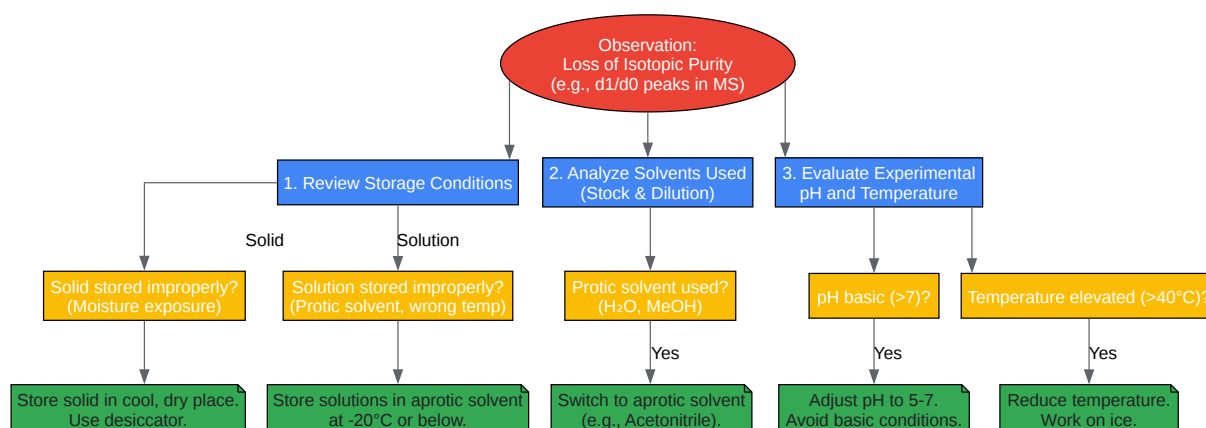 Observation:
Loss of Isotopic Purity
(e.g., d1/d0 peaks in MS)
1. Review Storage Conditions
2. Analyze Solvents Used
(Stock & Dilution)
3. Evaluate Experimental
pH and Temperature
Solid
Solution
Solid stored improperly?
(Moisture exposure)
Solution stored improperly?
(Protic solvent, wrong temp)
Protic solvent used?
(H₂O, MeOH)
pH basic (>7)?
Temperature elevated (>40°C)?
Yes
Yes
Yes
Store solid in cool, dry place.
Use desiccator.
Store solutions in aprotic solvent
at -20°C or below.
Switch to aprotic solvent
(e.g., Acetonitrile).
Adjust pH to 5-7.
Avoid basic conditions.
Reduce temperature.
Work on ice.